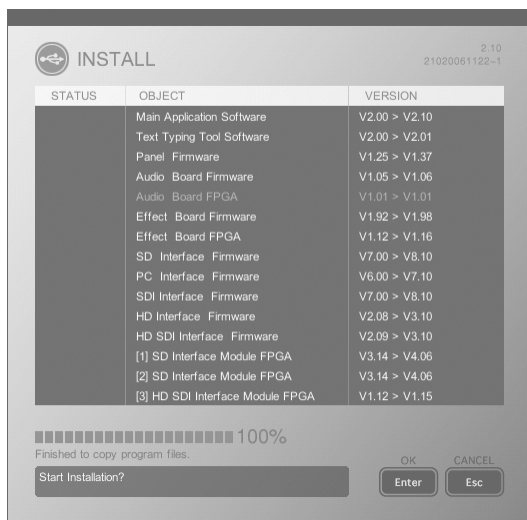 INSTALL
2.10
21020061122-1
STATUS OBJECT VERSION
Main Application Software V2.00 > V2.10
Text Typing Tool Software V2.00 > V2.01
Panel Firmware V1.25 > V1.37
Audio Board Firmware V1.05 > V1.06
Audio Board FPGA V1.01 > V1.01
Effect Board Firmware V1.92 > V1.98
Effect Board FPGA V1.12 > V1.16
SD Interface Firmware V7.00 > V8.10
PC Interface Firmware V6.00 > V7.10
SDI Interface Firmware V7.00 > V8.10
HD Interface Firmware V2.08 > V3.10
HD SDI Interface Firmware V2.09 > V3.10
[1] SD Interface Module FPGA V3.14 > V4.06
[2] SD Interface Module FPGA V3.14 > V4.06
[3] HD SDI Interface Module FPGA V1.12 > V1.15
100%
Finished to copy program files.
Start Installation?
OK CANCEL
Enter Esc